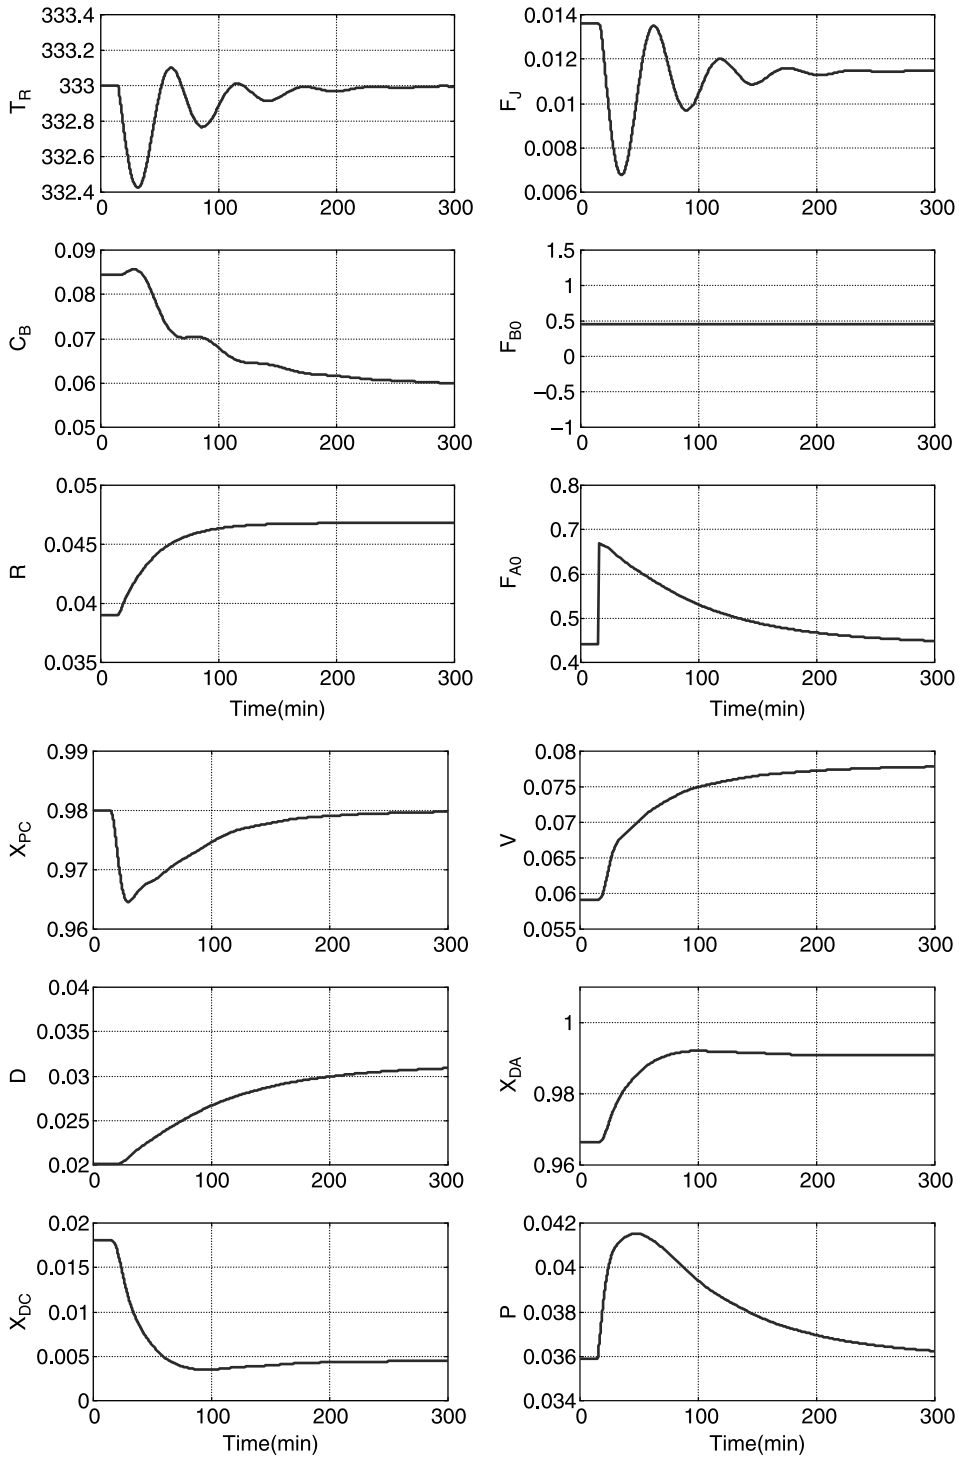 333.4
333.2
333
332.8
332.6
332.4
T_R
0 100 200 300
0.014
0.012
0.01
0.008
0.006
F_J
0 100 200 300
0.09
0.08
0.07
0.06
0.05
C_B
0 100 200 300
1.5
1
0.5
0
−0.5
−1
F_B0
0 100 200 300
0.05
0.045
0.04
0.035
R
0 100 200 300
Time(min)
0.8
0.7
0.6
0.5
0.4
F_A0
0 100 200 300
Time(min)
0.99
0.98
0.97
0.96
X_PC
0 100 200 300
0.08
0.075
0.07
0.065
0.06
0.055
V
0 100 200 300
0.04
0.035
0.03
0.025
0.02
D
0 100 200 300
1
0.98
0.96
X_DA
0 100 200 300
0.02
0.015
0.01
0.005
0
X_DC
0 100 200 300
Time(min)
0.042
0.04
0.038
0.036
0.034
P
0 100 200 300
Time(min)